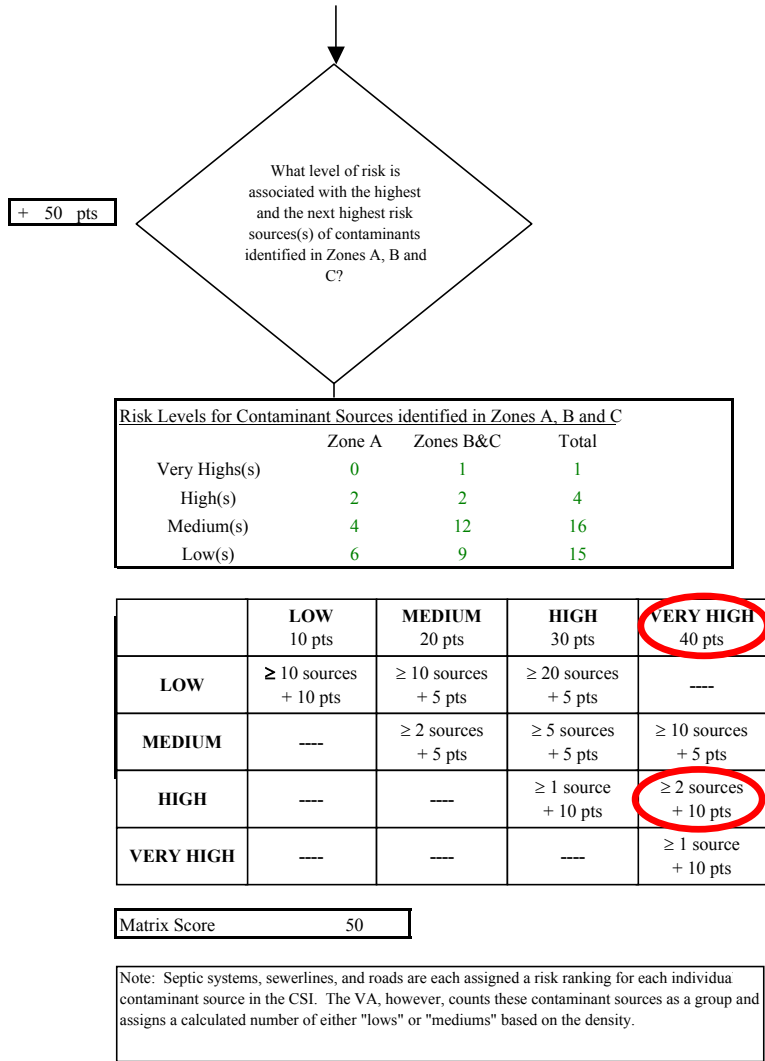 What level of risk is
associated with the highest
and the next highest risk
sources(s) of contaminants
identified in Zones A, B and
C?
+ 50 pts
Risk Levels for Contaminant Sources identified in Zones A, B and C
Zone A Zones B&C Total
Very Highs(s) 0 1 1
High(s) 2 2 4
Medium(s) 4 12 16
Low(s) 6 9 15
LOW MEDIUM HIGH VERY HIGH
10 pts 20 pts 30 pts 40 pts
LOW ≥ 10 sources ≥ 10 sources ≥ 20 sources ----
+ 10 pts + 5 pts + 5 pts
MEDIUM ---- ≥ 2 sources ≥ 5 sources ≥ 10 sources
+ 5 pts + 5 pts + 5 pts
HIGH ---- ---- ≥ 1 source ≥ 2 sources
+ 10 pts + 10 pts
VERY HIGH ---- ---- ---- ≥ 1 source
+ 10 pts
Matrix Score 50
Note: Septic systems, sewerlines, and roads are each assigned a risk ranking for each individua
contaminant source in the CSI. The VA, however, counts these contaminant sources as a group and
assigns a calculated number of either "lows" or "mediums" based on the density.